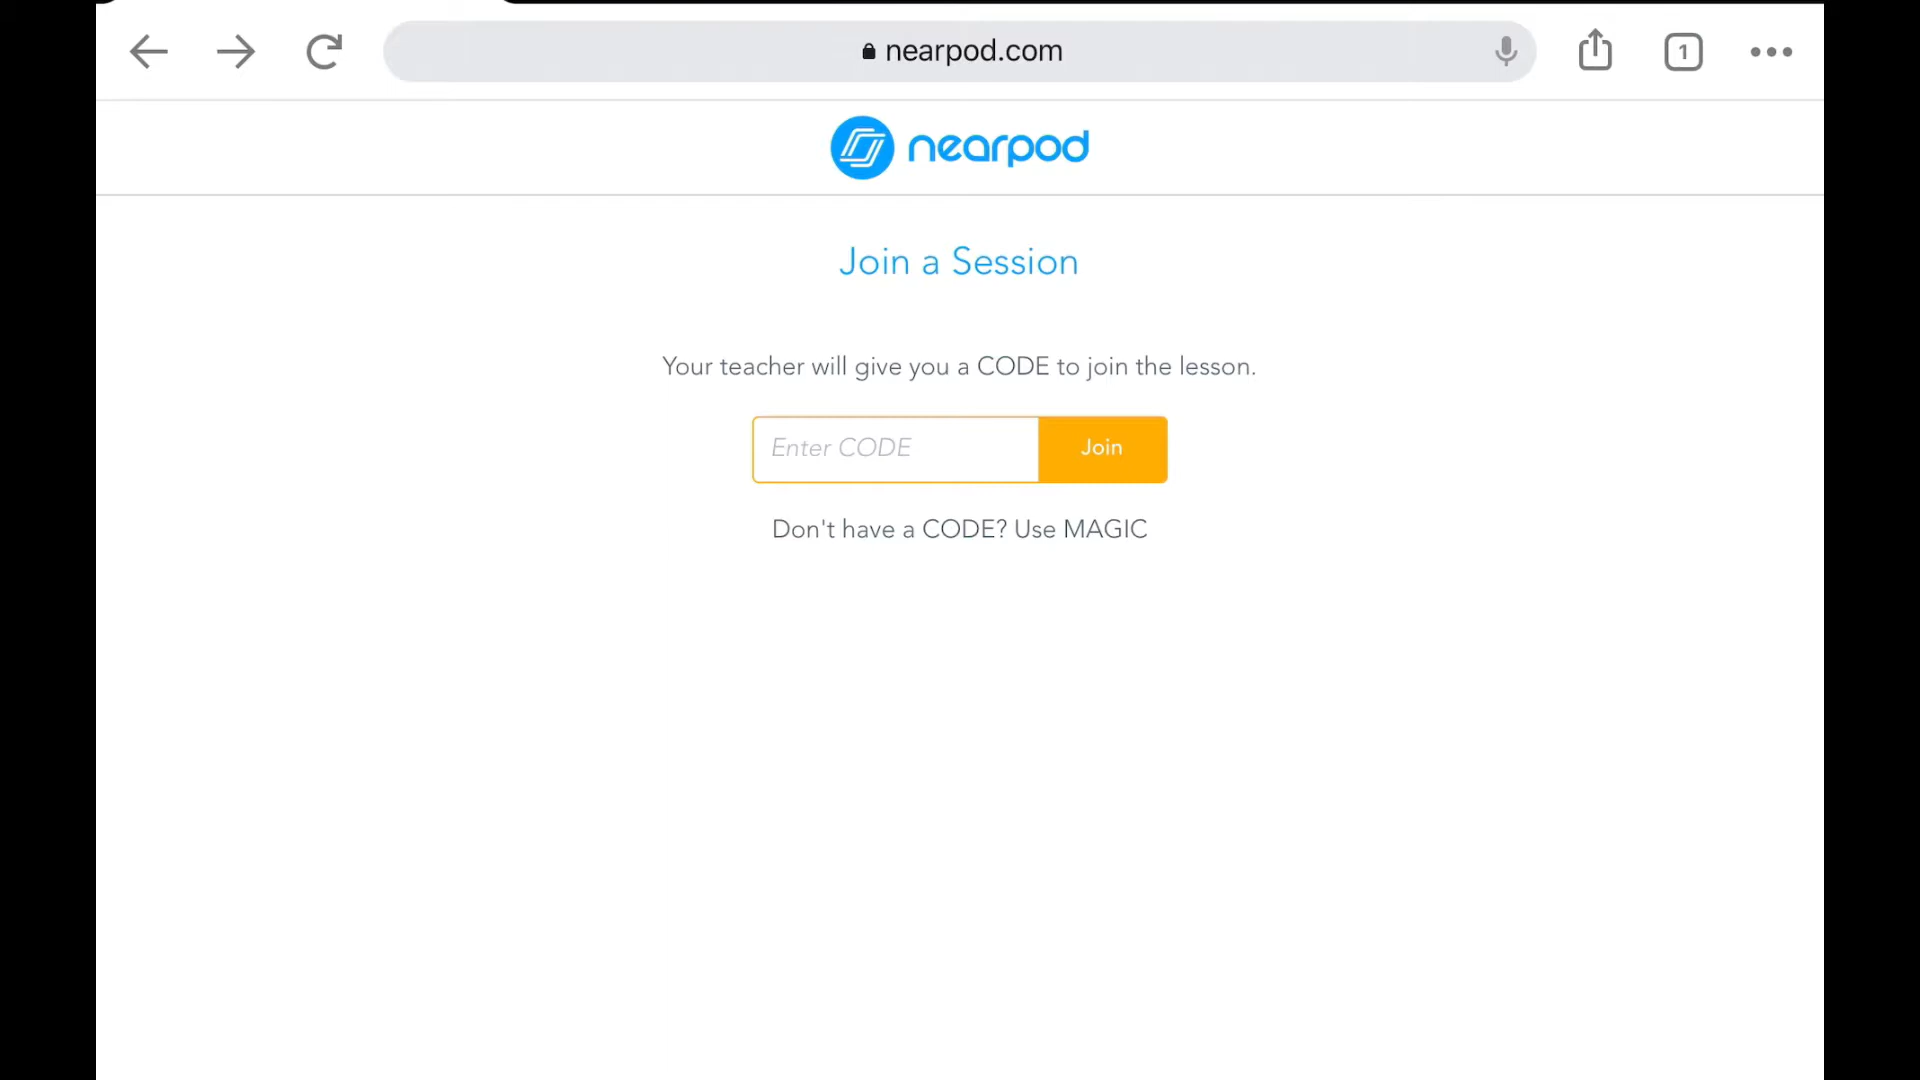 nearpod.com
1
nearpod
Join a Session
Your teacher will give you a CODE to join the lesson.
Enter CODE
Join
Don't have a CODE? Use MAGIC